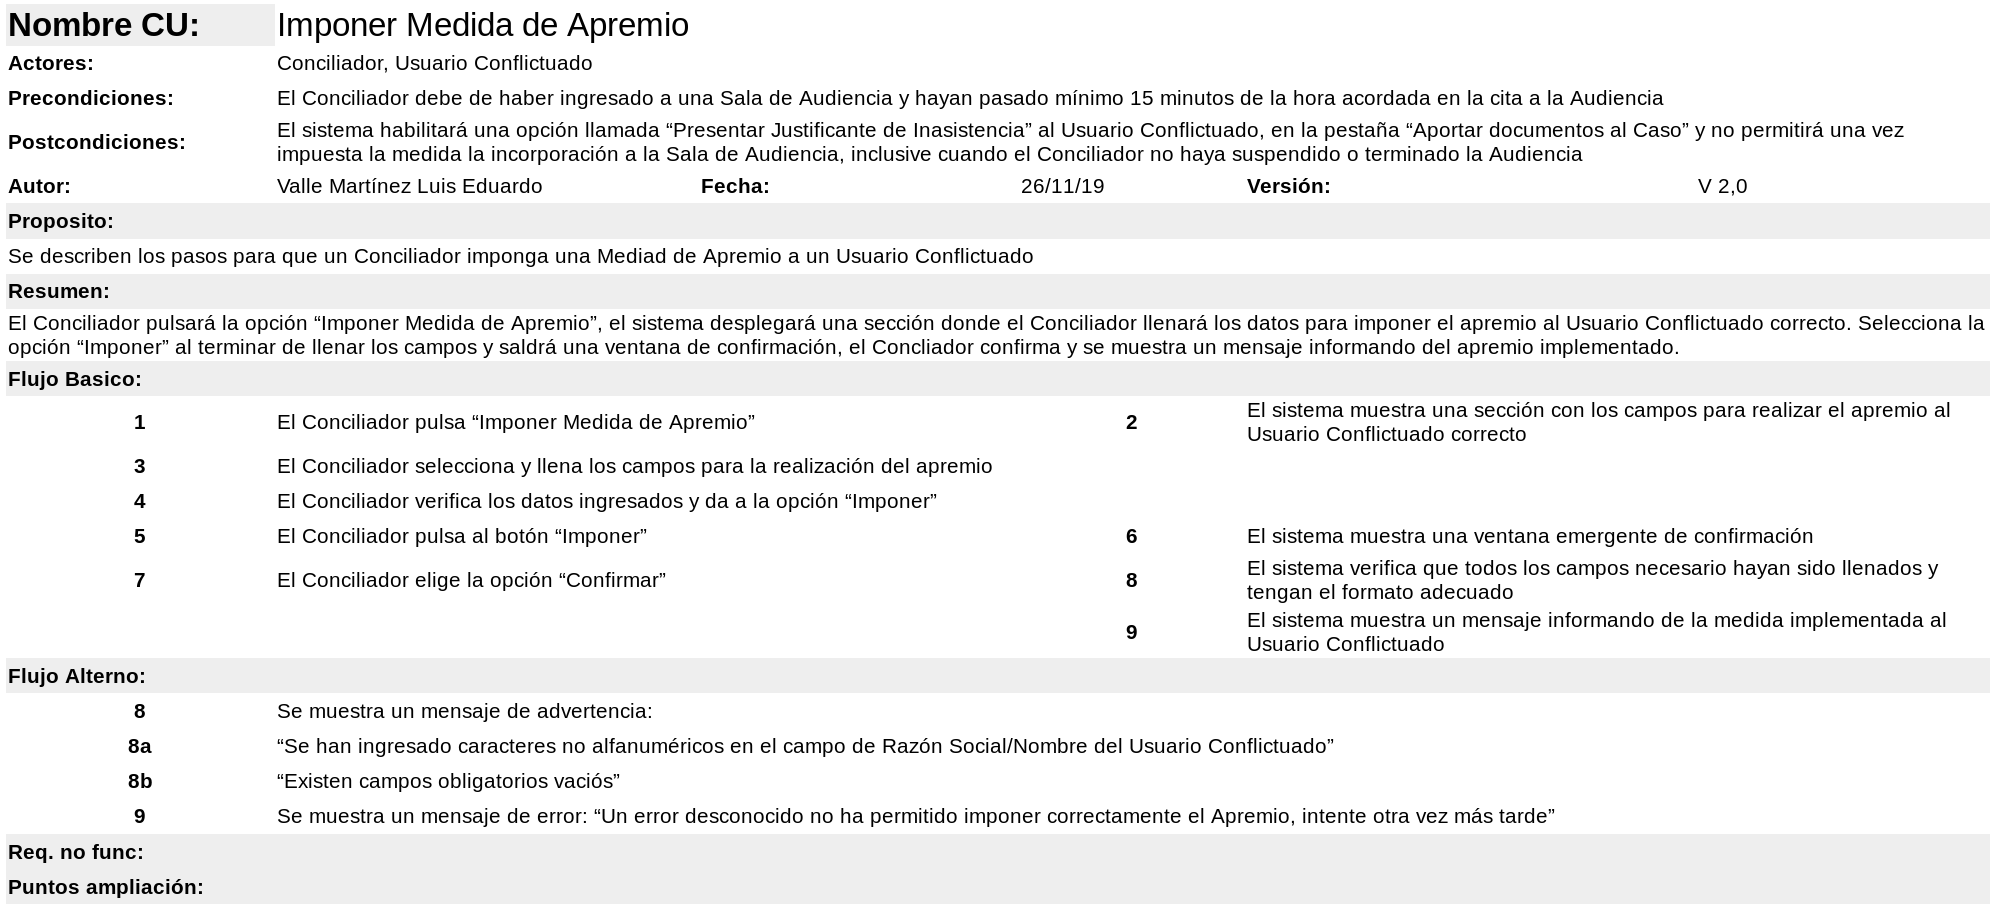 Nombre CU: Imponer Medida de Apremio
Actores: Conciliador, Usuario Conflictuado
Precondiciones: El Conciliador debe de haber ingresado a una Sala de Audiencia y hayan pasado mínimo 15 minutos de la hora acordada en la cita a la Audiencia
Postcondiciones: El sistema habilitará una opción llamada “Presentar Justificante de Inasistencia” al Usuario Conflictuado, en la pestaña “Aportar documentos al Caso” y no permitirá una vez
impuesta la medida la incorporación a la Sala de Audiencia, inclusive cuando el Conciliador no haya suspendido o terminado la Audiencia
Autor: Valle Martínez Luis Eduardo Fecha: 26/11/19 Versión: V 2,0
Proposito:
Se describen los pasos para que un Conciliador imponga una Mediad de Apremio a un Usuario Conflictuado
Resumen:
El Conciliador pulsará la opción “Imponer Medida de Apremio”, el sistema desplegará una sección donde el Conciliador llenará los datos para imponer el apremio al Usuario Conflictuado correcto. Selecciona la
opción “Imponer” al terminar de llenar los campos y saldrá una ventana de confirmación, el Concliador confirma y se muestra un mensaje informando del apremio implementado.
Flujo Basico:
1 El Conciliador pulsa “Imponer Medida de Apremio” 2 El sistema muestra una sección con los campos para realizar el apremio al
Usuario Conflictuado correcto
3 El Conciliador selecciona y llena los campos para la realización del apremio
4 El Conciliador verifica los datos ingresados y da a la opción “Imponer”
5 El Conciliador pulsa al botón “Imponer” 6 El sistema muestra una ventana emergente de confirmación
7 El Conciliador elige la opción “Confirmar” 8 El sistema verifica que todos los campos necesario hayan sido llenados y
tengan el formato adecuado
9 El sistema muestra un mensaje informando de la medida implementada al
Usuario Conflictuado
Flujo Alterno:
8 Se muestra un mensaje de advertencia:
8a “Se han ingresado caracteres no alfanuméricos en el campo de Razón Social/Nombre del Usuario Conflictuado”
8b “Existen campos obligatorios vaciós”
9 Se muestra un mensaje de error: “Un error desconocido no ha permitido imponer correctamente el Apremio, intente otra vez más tarde”
Req. no func:
Puntos ampliación: